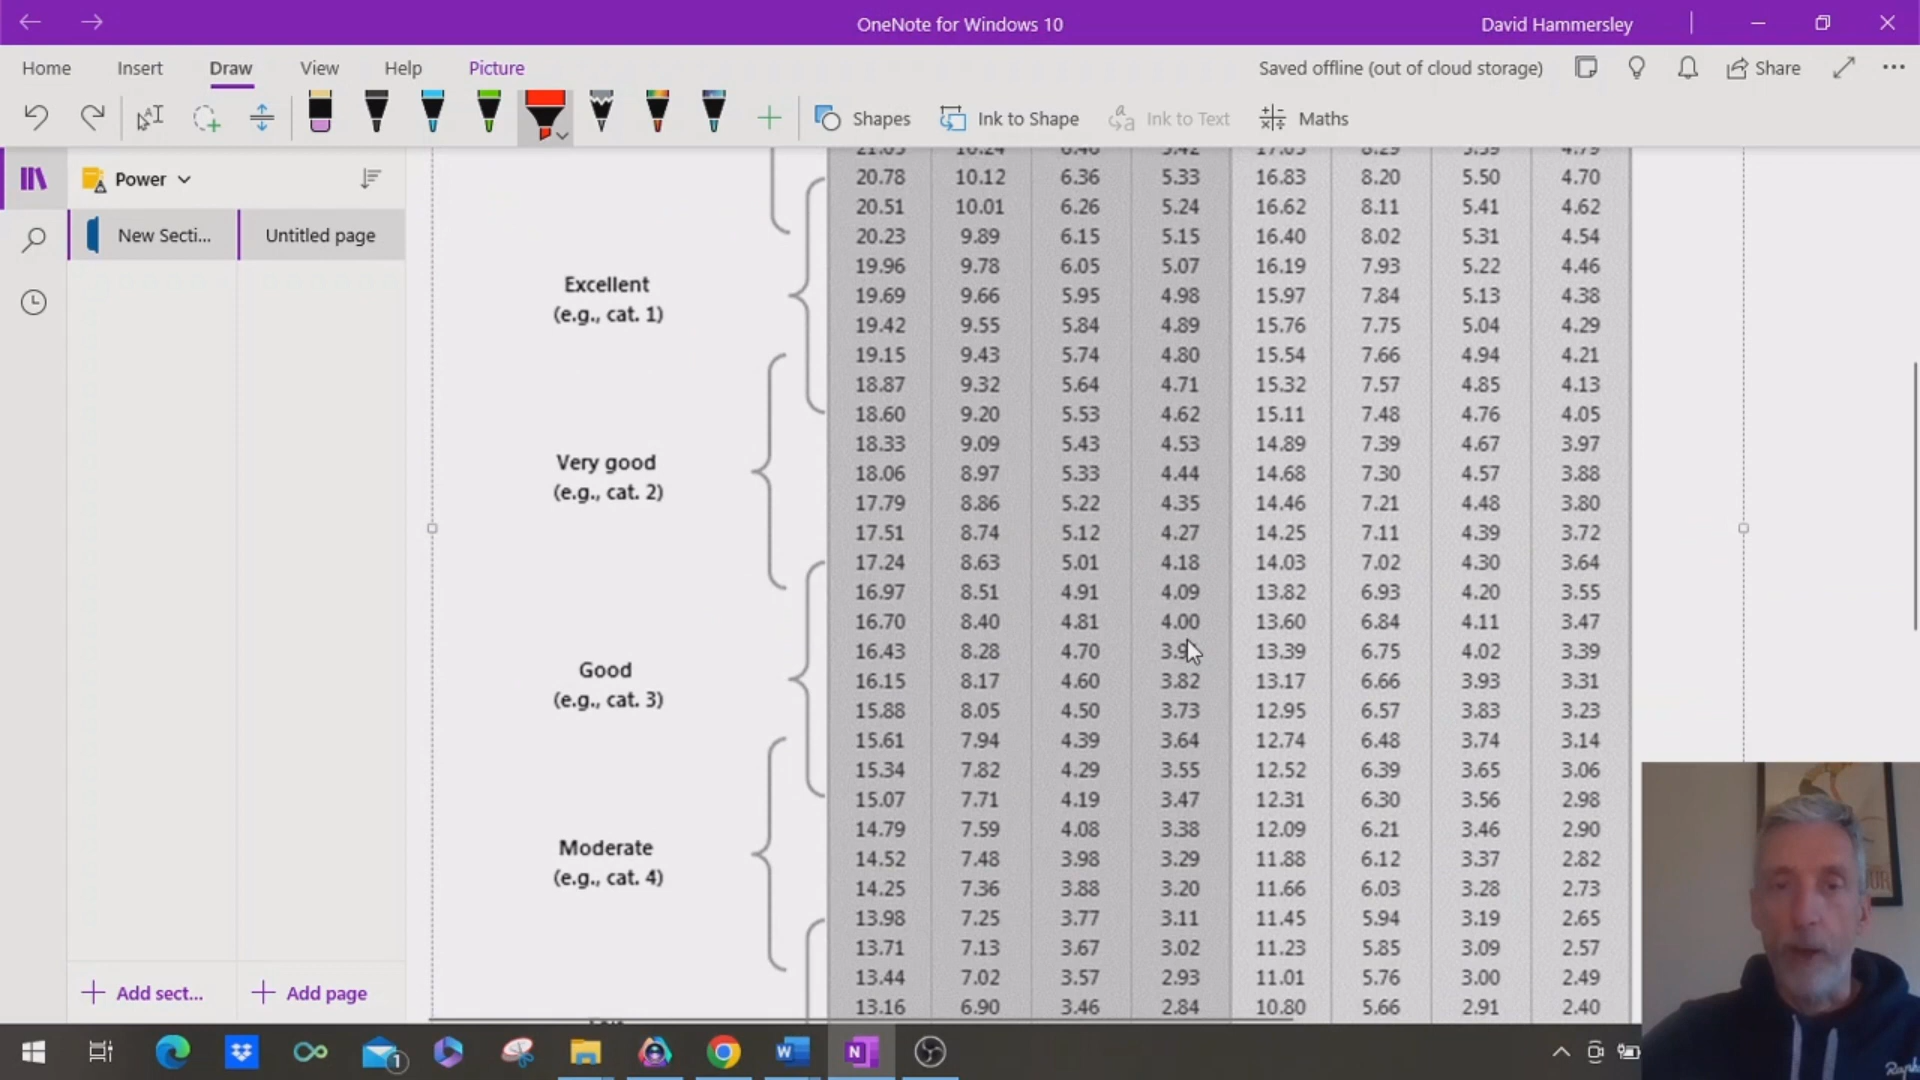 OneNote for Windows 10
David Hammersley
Home Insert Draw View Help Picture
Saved offline (out of cloud storage)
Share
Shapes Ink to Shape Ink to Text Maths
Power
New Secti...
Untitled page
20.78 10.12 6.36 5.33 16.83 8.20 5.50 4.70
20.51 10.01 6.26 5.24 16.62 8.11 5.41 4.62
20.23 9.89 6.15 5.15 16.40 8.02 5.31 4.54
19.96 9.78 6.05 5.07 16.19 7.93 5.22 4.46
Excellent
(e.g., cat. 1)
19.69 9.66 5.95 4.98 15.97 7.84 5.13 4.38
19.42 9.55 5.84 4.89 15.76 7.75 5.04 4.29
19.15 9.43 5.74 4.80 15.54 7.66 4.94 4.21
18.87 9.32 5.64 4.71 15.32 7.57 4.85 4.13
18.60 9.20 5.53 4.62 15.11 7.48 4.76 4.05
18.33 9.09 5.43 4.53 14.89 7.39 4.67 3.97
Very good
(e.g., cat. 2)
18.06 8.97 5.33 4.44 14.68 7.30 4.57 3.88
17.79 8.86 5.22 4.35 14.46 7.21 4.48 3.80
17.51 8.74 5.12 4.27 14.25 7.11 4.39 3.72
17.24 8.63 5.01 4.18 14.03 7.02 4.30 3.64
16.97 8.51 4.91 4.09 13.82 6.93 4.20 3.55
16.70 8.40 4.81 4.00 13.60 6.84 4.11 3.47
16.43 8.28 4.70 13.39 6.75 4.02 3.39
Good
(e.g., cat. 3)
16.15 8.17 4.60 3.82 13.17 6.66 3.93 3.31
15.88 8.05 4.50 3.73 12.95 6.57 3.83 3.23
15.61 7.94 4.39 3.64 12.74 6.48 3.74 3.14
15.34 7.82 4.29 3.55 12.52 6.39 3.65 3.06
15.07 7.71 4.19 3.47 12.31 6.30 3.56 2.98
14.79 7.59 4.08 3.38 12.09 6.21 3.46 2.90
Moderate
(e.g., cat. 4)
14.52 7.48 3.98 3.29 11.88 6.12 3.37 2.82
14.25 7.36 3.88 3.20 11.66 6.03 3.28 2.73
13.98 7.25 3.77 3.11 11.45 5.94 3.19 2.65
13.71 7.13 3.67 3.02 11.23 5.85 3.09 2.57
13.44 7.02 3.57 2.93 11.01 5.76 3.00 2.49
13.16 6.90 3.46 2.84 10.80 5.66 2.91 2.40
Add sect...
Add page
1